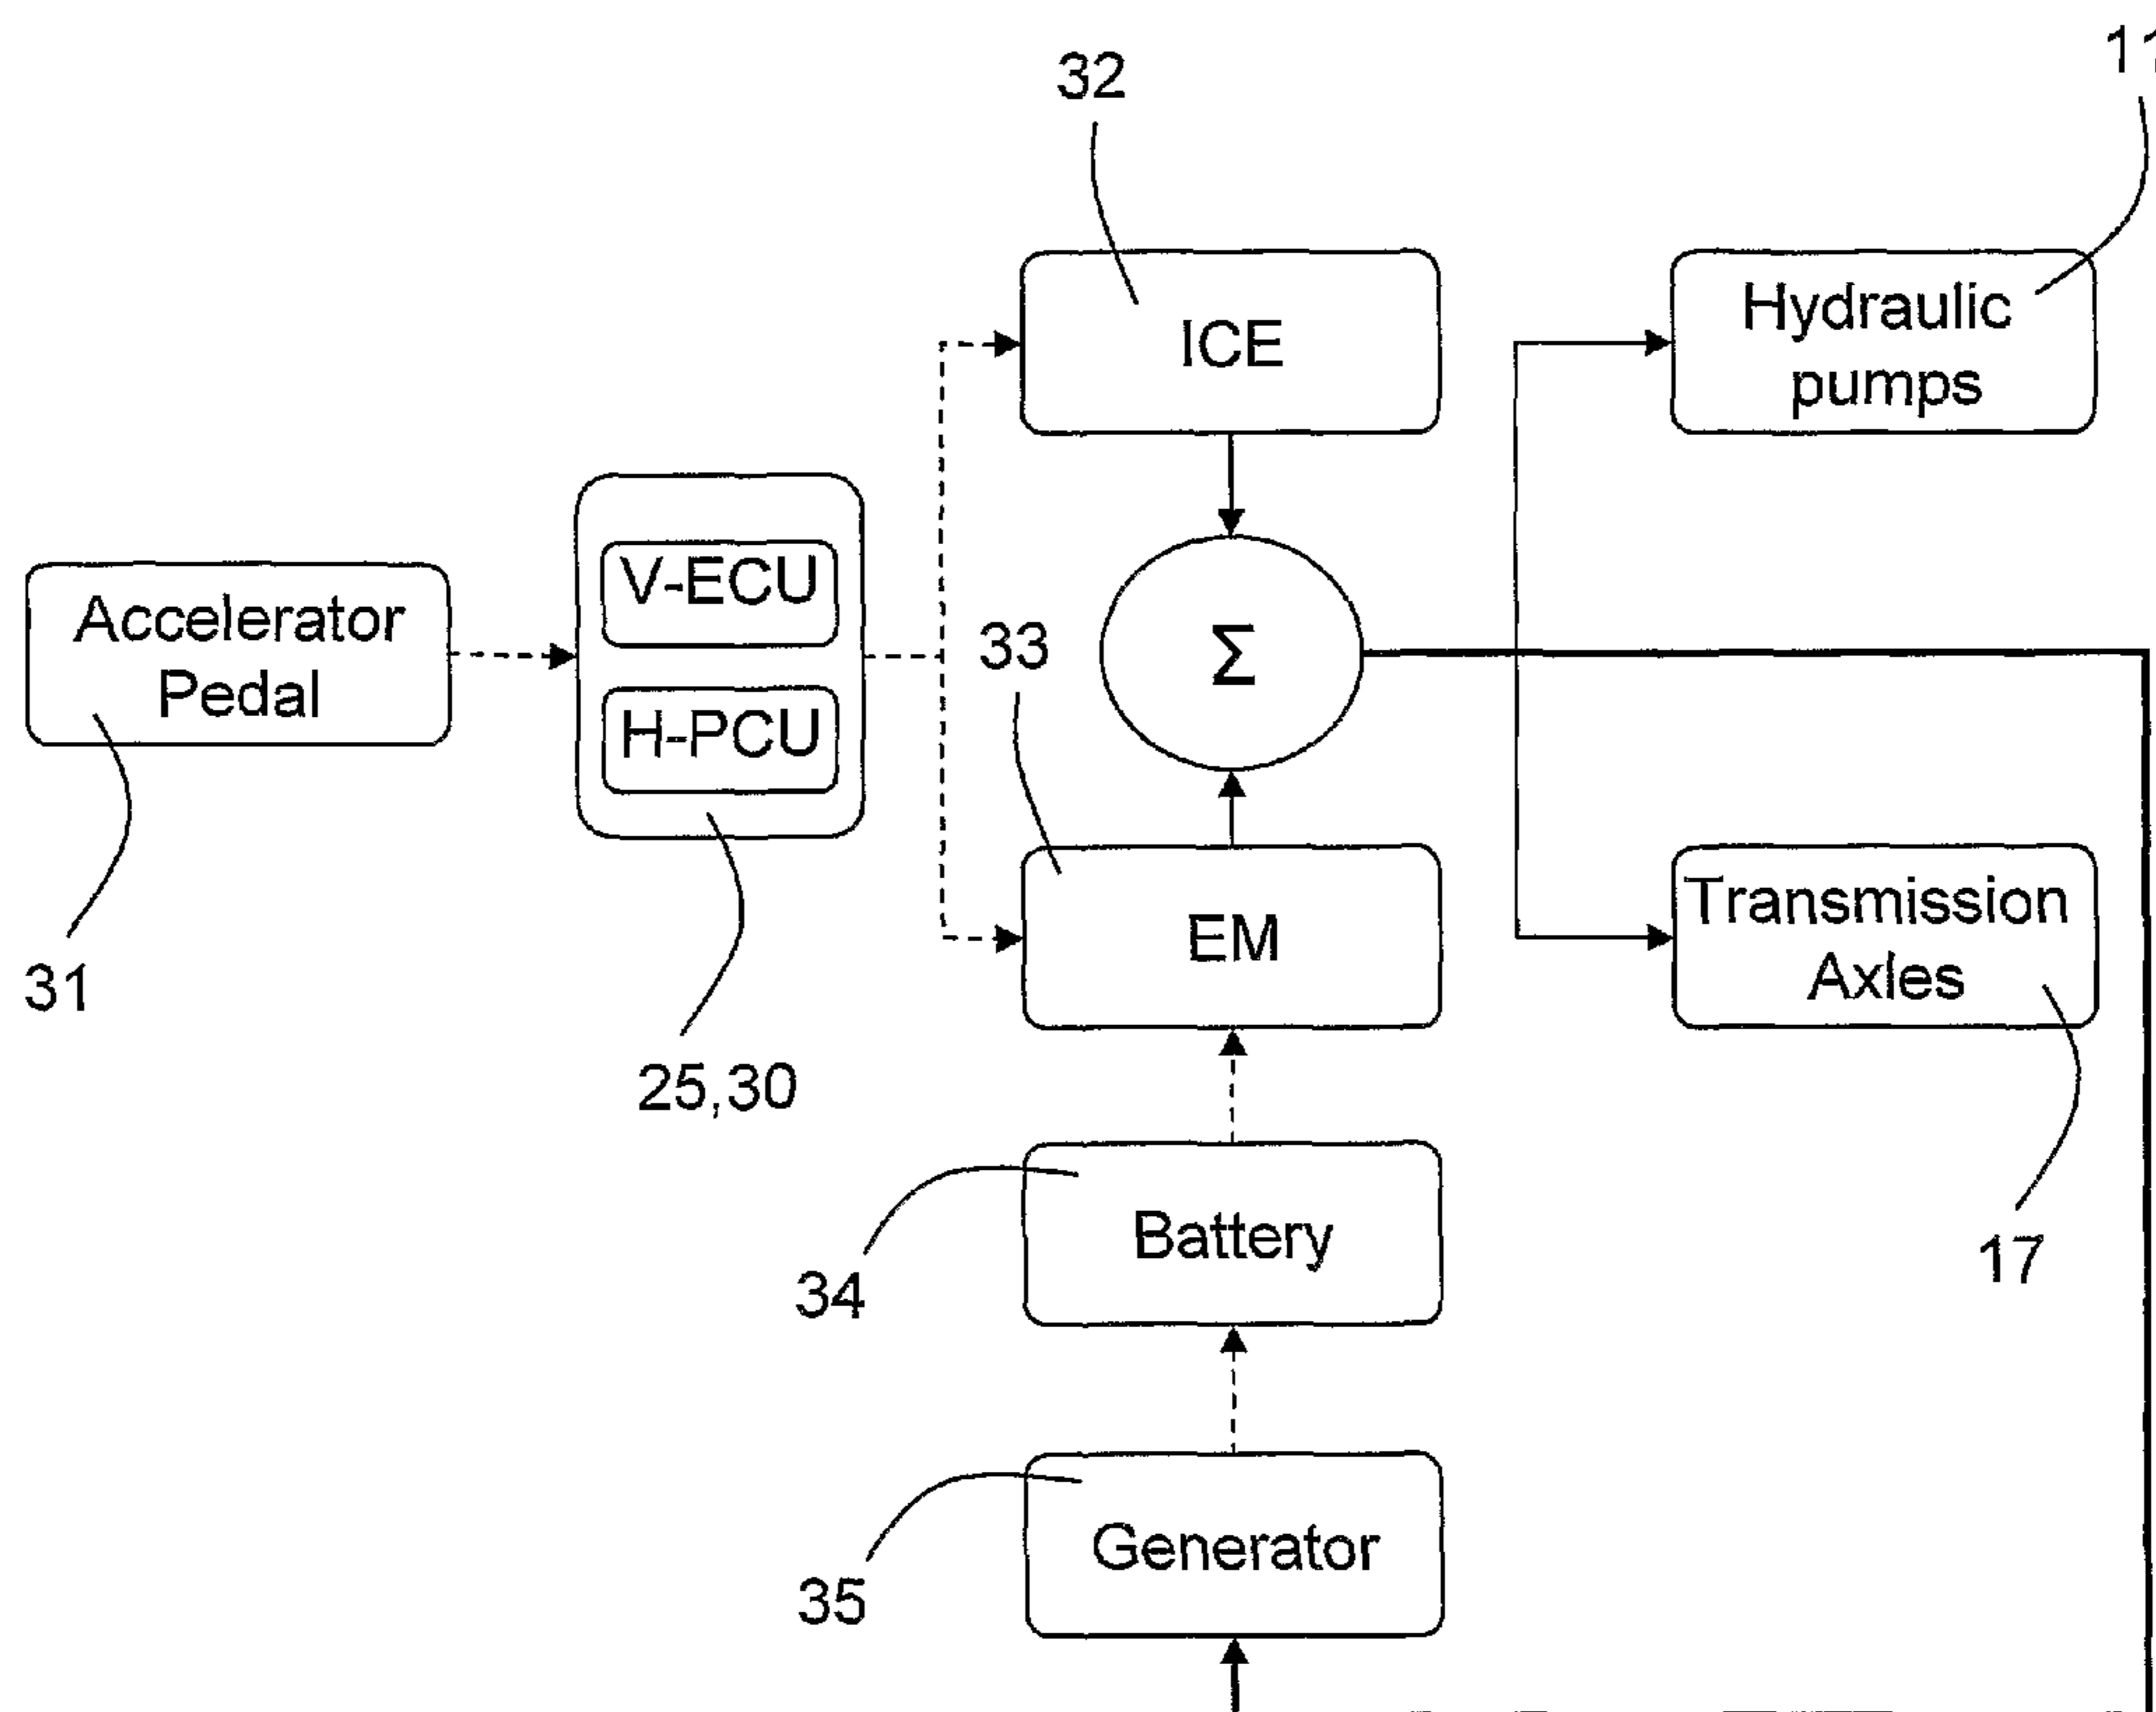 32
11
ICE
Hydraulic
pumps
V-ECU
Accelerator
Pedal
33
Σ
H-PCU
EM
Transmission
Axles
31
25,30
Battery
34
17
Generator
35